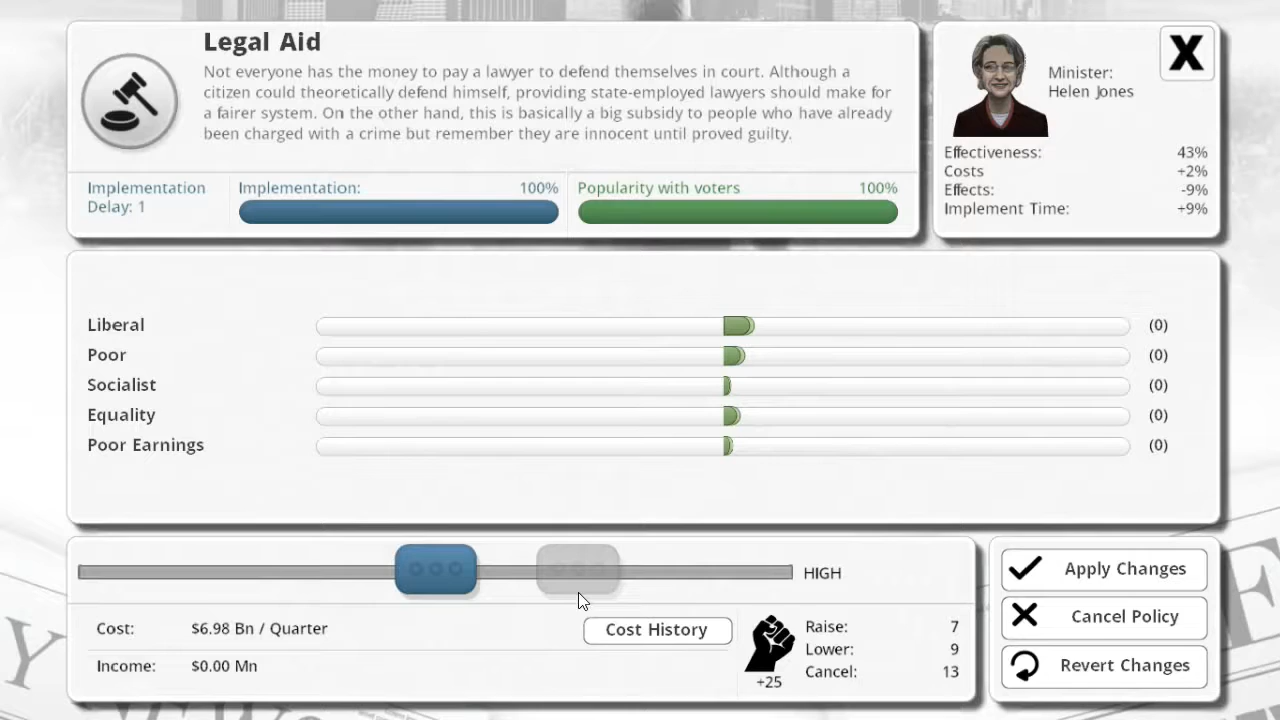 Legal Aid
Not everyone has the money to pay a lawyer to defend themselves in court. Although a
citizen could theoretically defend himself, providing state-employed lawyers should make for
a fairer system. On the other hand, this is basically a big subsidy to people who have already
been charged with a crime but remember they are innocent until proved guilty.
Implementation
Delay: 1
Implementation: 100%
Popularity with voters 100%
X
Minister:
Helen Jones
Effectiveness: 43%
Costs +2%
Effects: -9%
Implement Time: +9%
Liberal (0)
Poor (0)
Socialist (0)
Equality (0)
Poor Earnings (0)
HIGH
Cost: $6.98 Bn / Quarter
Income: $0.00 Mn
Cost History
+25
Raise: 7
Lower: 9
Cancel: 13
Apply Changes
Cancel Policy
Revert Changes